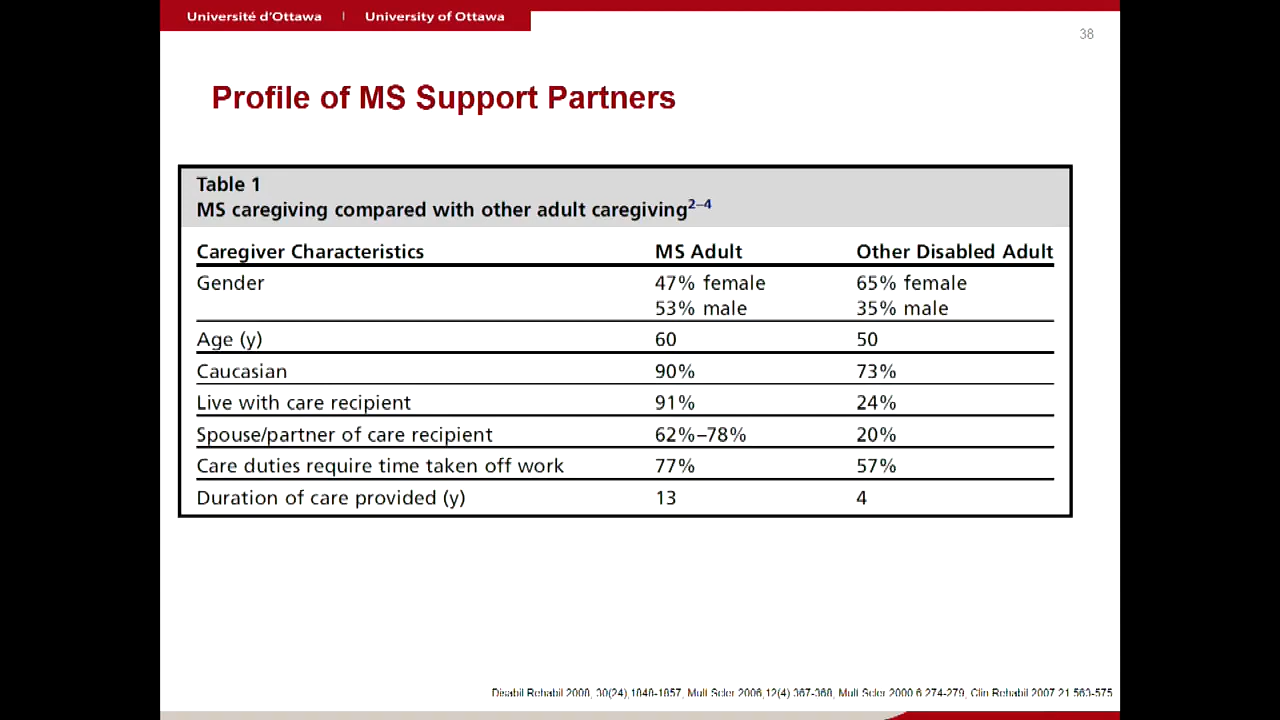 Université d'Ottawa | University of Ottawa
38
Profile of MS Support Partners
Table 1
MS caregiving compared with other adult caregiving2–4
Caregiver Characteristics MS Adult Other Disabled Adult
Gender 47% female 65% female
53% male 35% male
Age (y) 60 50
Caucasian 90% 73%
Live with care recipient 91% 24%
Spouse/partner of care recipient 62%–78% 20%
Care duties require time taken off work 77% 57%
Duration of care provided (y) 13 4
Disabil Rehabil 2008, 30(24),1848-1857, Mult Scler 2006,12(4) 367-368, Mult Scler 2000 6 274-279, Clin Rehabil 2007 21 563-575